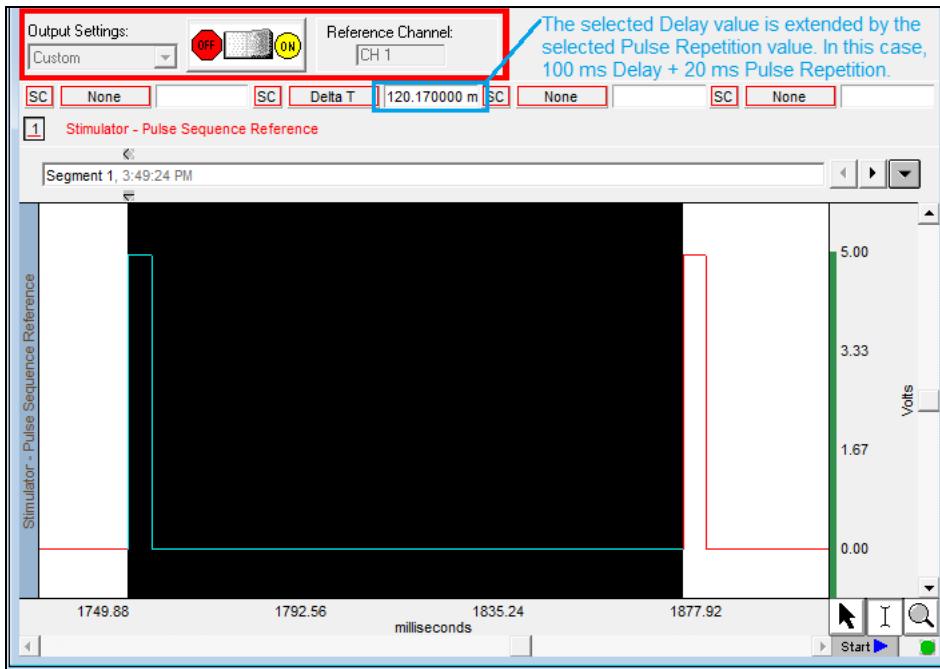 Output Settings:
Custom
OFF
ON
Reference Channel:
CH 1
The selected Delay value is extended by the
selected Pulse Repetition value. In this case,
100 ms Delay + 20 ms Pulse Repetition.
SC None SC Delta T 120.170000 m SC None SC None
1 Stimulator - Pulse Sequence Reference
Segment 1, 3:49:24 PM
Stimulator - Pulse Sequence Reference
5.00
3.33
1.67
0.00
Volts
1749.88 1792.56 1835.24 1877.92
milliseconds
Start